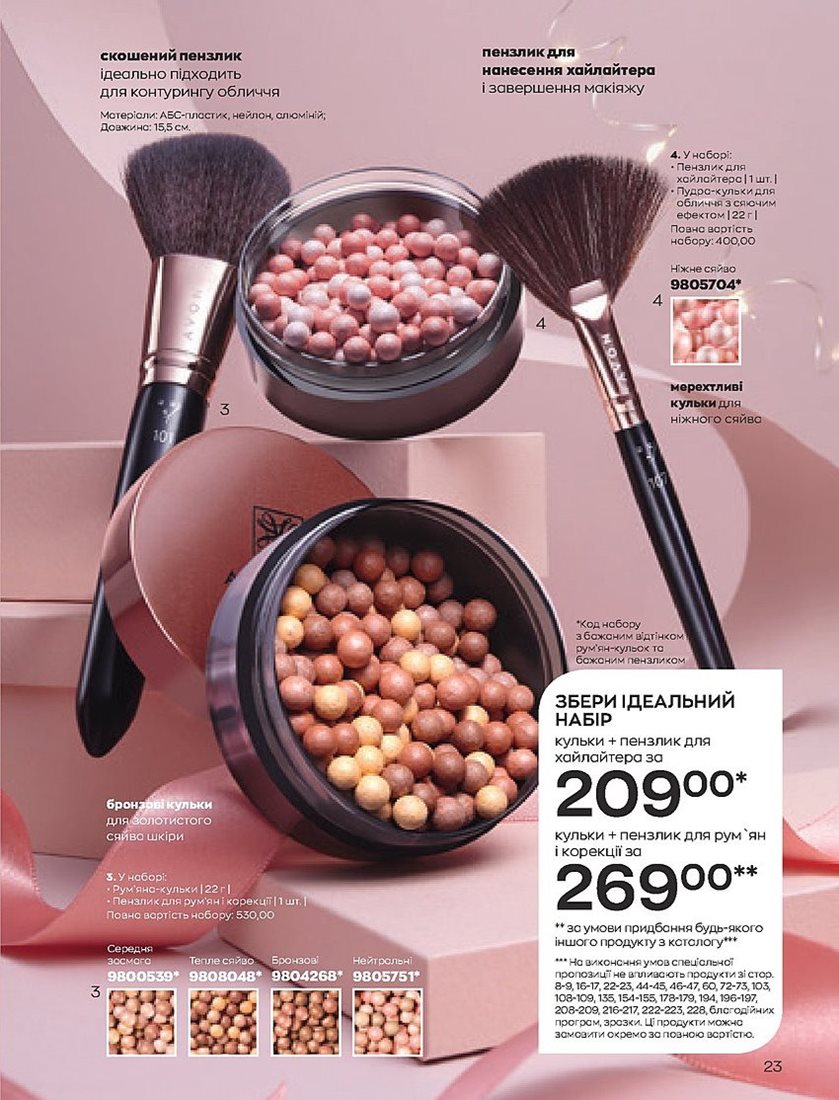 скошений пензлик
ідеально підходить
для контурингу обличчя
Матеріали: АБС-пластик, нейлон, алюміній;
Довжина: 15,5 см.
пензлик для
нанесення хайлайтера
і завершення макіяжу
4. У наборі:
• Пензлик для
хайлайтера | 1 шт. |
• Пудра-кульки для
обличчя з сяючим
ефектом | 22 г |
Повна вартість
набору: 400,00
Ніжне сяйво
9805704*
4
мерехтливі
кульки для
ніжного сяйва
AVON
107
3
4
AVON
107
*Код набору
з бажаним відтінком
рум'ян-кульок та
бажаним пензликом
ЗБЕРИ ІДЕАЛЬНИЙ
НАБІР
кульки + пензлик для
хайлайтера за
20900*
кульки + пензлик для рум`ян
і корекції за
26900**
** за умови придбання будь-якого
іншого продукту з каталогу***
*** На виконання умов спеціальної
пропозиції не впливають продукти зі стор.
8-9, 16-17, 22-23, 44-45, 46-47, 60, 72-73, 103,
108-109, 135, 154-155, 178-179, 194, 196-197,
208-209, 216-217, 222-223, 228, благодійних
програм, зразки. Ці продукти можна
замовити окремо за повною вартістю.
бронзові кульки
для золотистого
сяйва шкіри
3. У наборі:
• Рум'яна-кульки | 22 г |
• Пензлик для рум'ян і корекції | 1 шт. |
Повна вартість набору: 530,00
Середня
засмага
9800539*
Тепле сяйво
9808048*
Бронзові
9804268*
Нейтральні
9805751*
3
23